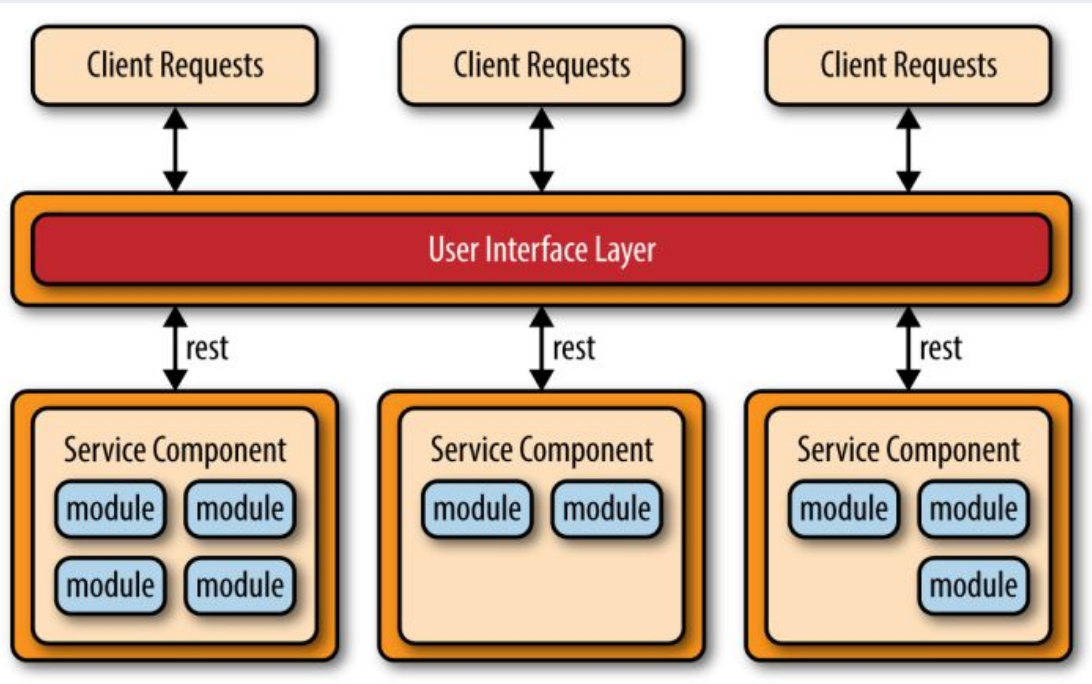 Client Requests
Client Requests
Client Requests
User Interface Layer
rest
rest
rest
Service Component
module module
module module
Service Component
module module
Service Component
module module
module